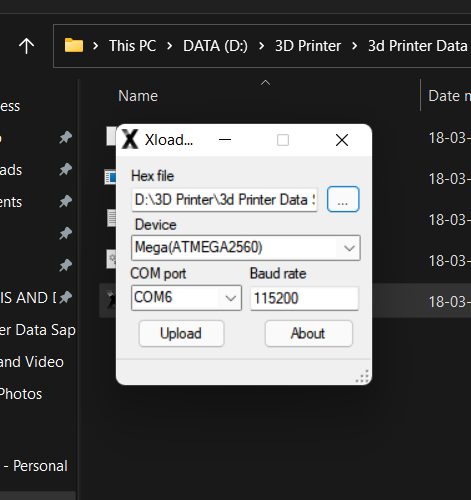 This PC > DATA (D:) > 3D Printer > 3d Printer Data
Name
Date m
ess
18-03-
ads
18-03-
ents
18-03-
18-03-
IS AND D
18-03-
er Data Sap
and Video
Photos
- Personal
X Xload...
Hex file
D:\3D Printer\3d Printer Data S
...
Device
Mega(ATMEGA2560)
COM port
Baud rate
COM6
115200
Upload
About